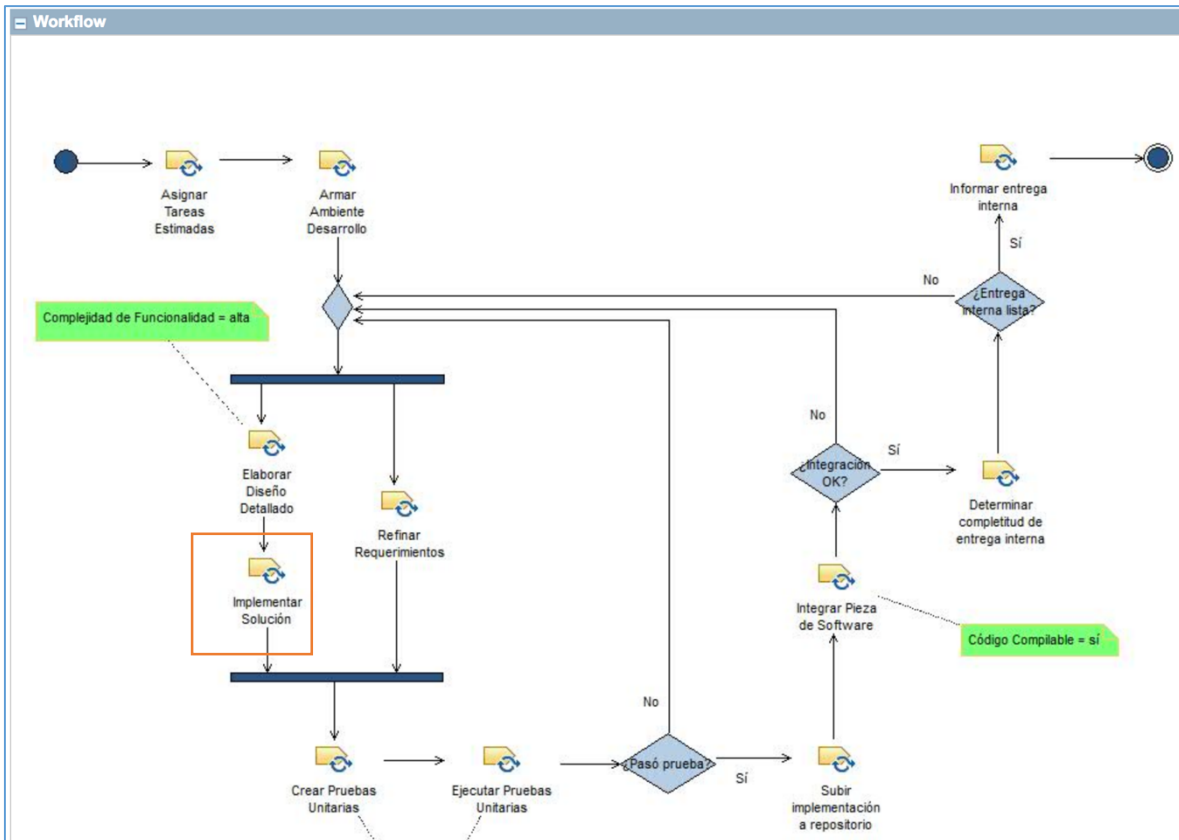 Workflow
Asignar
Tareas
Estimadas
Armar
Ambiente
Desarrollo
Informar entrega
interna
Sí
No
¿Entrega
interna lista?
Complejidad de Funcionalidad = alta
No
¿Integración
OK?
Sí
Elaborar
Diseño
Detallado
Refinar
Requerimientos
Determinar
completitud de
entrega interna
Implementar
Solución
Integrar Pieza
de Software
Código Compilable = sí
No
¿Pasó prueba?
Sí
Crear Pruebas
Unitarias
Ejecutar Pruebas
Unitarias
Subir
implementación
a repositorio